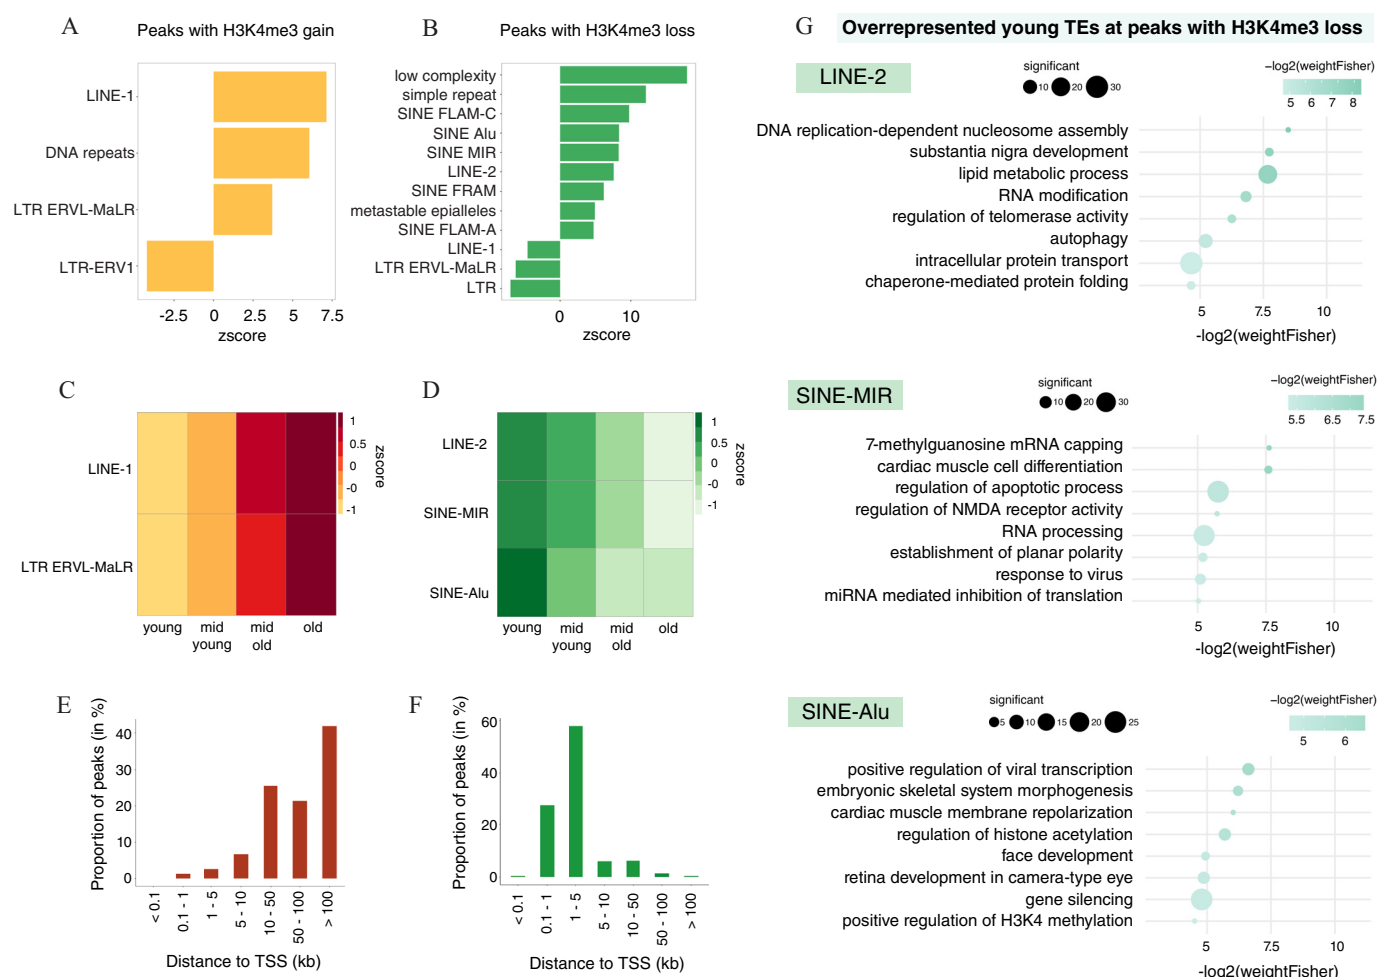 A
Peaks with H3K4me3 gain
LINE-1
DNA repeats
LTR ERVL-MaLR
LTR-ERV1
-2.5 0 2.5 5 7.5
zscore
B
Peaks with H3K4me3 loss
low complexity
simple repeat
SINE FLAM-C
SINE Alu
SINE MIR
LINE-2
SINE FRAM
metastable epialleles
SINE FLAM-A
LINE-1
LTR ERVL-MaLR
LTR
0 10
zscore
C
LINE-1
LTR ERVL-MaLR
young mid young mid old old
1
0.5
0
-0
-1
zscore
D
LINE-2
SINE-MIR
SINE-Alu
young mid young mid old old
1
0.5
0
-0
-1
zscore
E
Proportion of peaks (in %)
40
30
20
10
0
< 0.1
0.1 - 1
1 - 5
5 - 10
10 - 50
50 - 100
> 100
Distance to TSS (kb)
F
Proportion of peaks (in %)
60
40
20
0
< 0.1
0.1 - 1
1 - 5
5 - 10
10 - 50
50 - 100
> 100
Distance to TSS (kb)
G
Overrepresented young TEs at peaks with H3K4me3 loss
LINE-2
significant
10 20 30
-log2(weightFisher)
5 6 7 8
DNA replication-dependent nucleosome assembly
substantia nigra development
lipid metabolic process
RNA modification
regulation of telomerase activity
autophagy
intracellular protein transport
chaperone-mediated protein folding
5 7.5 10
-log2(weightFisher)
SINE-MIR
significant
10 20 30
-log2(weightFisher)
5.5 6.5 7.5
7-methylguanosine mRNA capping
cardiac muscle cell differentiation
regulation of apoptotic process
regulation of NMDA receptor activity
RNA processing
establishment of planar polarity
response to virus
miRNA mediated inhibition of translation
5 7.5 10
-log2(weightFisher)
SINE-Alu
significant
5 10 15 20 25
-log2(weightFisher)
5 6
positive regulation of viral transcription
embryonic skeletal system morphogenesis
cardiac muscle membrane repolarization
regulation of histone acetylation
face development
retina development in camera-type eye
gene silencing
positive regulation of H3K4 methylation
5 7.5 10
-log2(weightFisher)